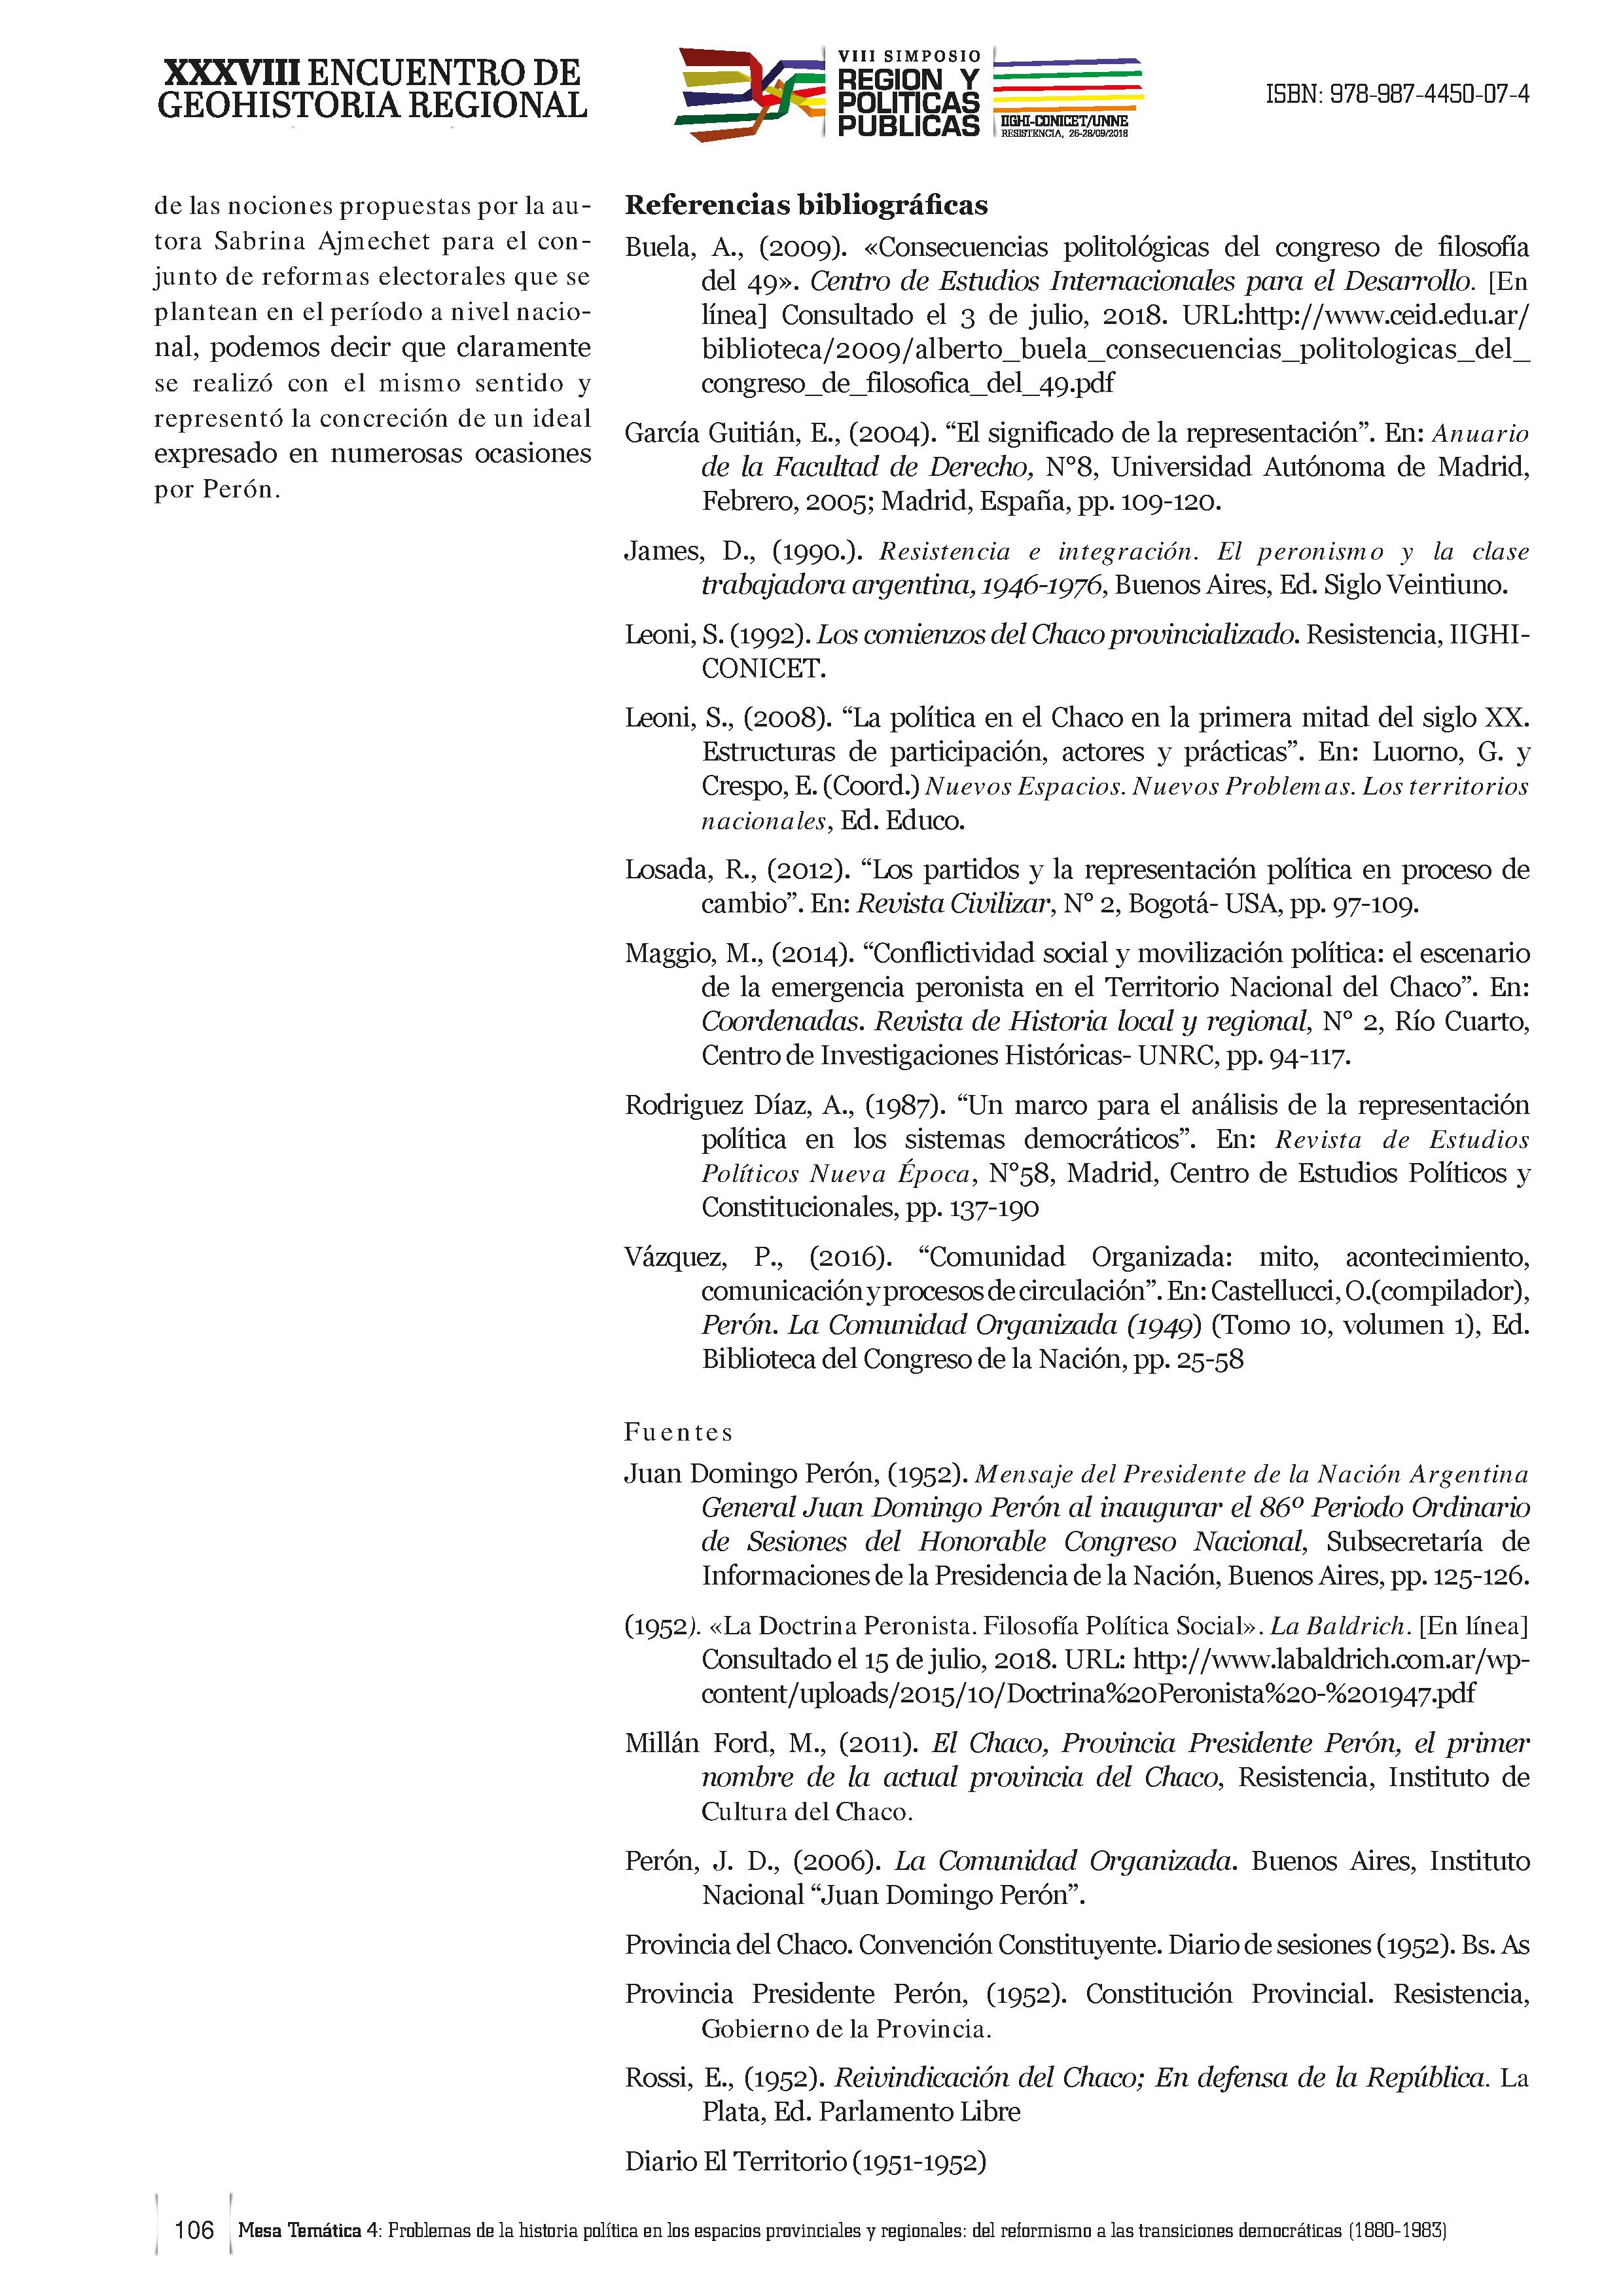 XXXVIII ENCUENTRO DE
GEOHISTORIA REGIONAL
VIII SIMPOSIO
REGION Y
POLITICAS
PUBLICAS
IIGHI-CONICET/UNNE
RESISTENCIA, 26-28/09/2018
ISBN: 978-987-4450-07-4
de las nociones propuestas por la au-
tora Sabrina Ajmechet para el con-
junto de reformas electorales que se
plantean en el período a nivel nacio-
nal, podemos decir que claramente
se realizó con el mismo sentido y
representó la concreción de un ideal
expresado en numerosas ocasiones
por Perón.
Referencias bibliográficas
Buela, A., (2009). «Consecuencias politológicas del congreso de filosofía
del 49». Centro de Estudios Internacionales para el Desarrollo. [En
línea] Consultado el 3 de julio, 2018. URL:http://www.ceid.edu.ar/
biblioteca/2009/alberto_buela_consecuencias_politologicas_del_
congreso_de_filosofica_del_49.pdf
García Guitián, E., (2004). “El significado de la representación”. En: Anuario
de la Facultad de Derecho, N°8, Universidad Autónoma de Madrid,
Febrero, 2005; Madrid, España, pp. 109-120.
James, D., (1990.). Resistencia e integración. El peronismo y la clase
trabajadora argentina, 1946-1976, Buenos Aires, Ed. Siglo Veintiuno.
Leoni, S. (1992). Los comienzos del Chaco provincializado. Resistencia, IIGHI-
CONICET.
Leoni, S., (2008). “La política en el Chaco en la primera mitad del siglo XX.
Estructuras de participación, actores y prácticas”. En: Luorno, G. y
Crespo, E. (Coord.) Nuevos Espacios. Nuevos Problemas. Los territorios
nacionales, Ed. Educo.
Losada, R., (2012). “Los partidos y la representación política en proceso de
cambio”. En: Revista Civilizar, N° 2, Bogotá- USA, pp. 97-109.
Maggio, M., (2014). “Conflictividad social y movilización política: el escenario
de la emergencia peronista en el Territorio Nacional del Chaco”. En:
Coordenadas. Revista de Historia local y regional, N° 2, Río Cuarto,
Centro de Investigaciones Históricas- UNRC, pp. 94-117.
Rodriguez Díaz, A., (1987). “Un marco para el análisis de la representación
política en los sistemas democráticos”. En: Revista de Estudios
Políticos Nueva Época, N°58, Madrid, Centro de Estudios Políticos y
Constitucionales, pp. 137-190
Vázquez, P., (2016). “Comunidad Organizada: mito, acontecimiento,
comunicación y procesos de circulación”. En: Castellucci, O.(compilador),
Perón. La Comunidad Organizada (1949) (Tomo 10, volumen 1), Ed.
Biblioteca del Congreso de la Nación, pp. 25-58
Fuentes
Juan Domingo Perón, (1952). Mensaje del Presidente de la Nación Argentina
General Juan Domingo Perón al inaugurar el 86º Periodo Ordinario
de Sesiones del Honorable Congreso Nacional, Subsecretaría de
Informaciones de la Presidencia de la Nación, Buenos Aires, pp. 125-126.
(1952). «La Doctrina Peronista. Filosofía Política Social». La Baldrich. [En línea]
Consultado el 15 de julio, 2018. URL: http://www.labaldrich.com.ar/wp-
content/uploads/2015/10/Doctrina%20Peronista%20-%201947.pdf
Millán Ford, M., (2011). El Chaco, Provincia Presidente Perón, el primer
nombre de la actual provincia del Chaco, Resistencia, Instituto de
Cultura del Chaco.
Perón, J. D., (2006). La Comunidad Organizada. Buenos Aires, Instituto
Nacional “Juan Domingo Perón”.
Provincia del Chaco. Convención Constituyente. Diario de sesiones (1952). Bs. As
Provincia Presidente Perón, (1952). Constitución Provincial. Resistencia,
Gobierno de la Provincia.
Rossi, E., (1952). Reivindicación del Chaco; En defensa de la República. La
Plata, Ed. Parlamento Libre
Diario El Territorio (1951-1952)
106 Mesa Temática 4: Problemas de la historia política en los espacios provinciales y regionales: del reformismo a las transiciones democráticas (1880-1983)